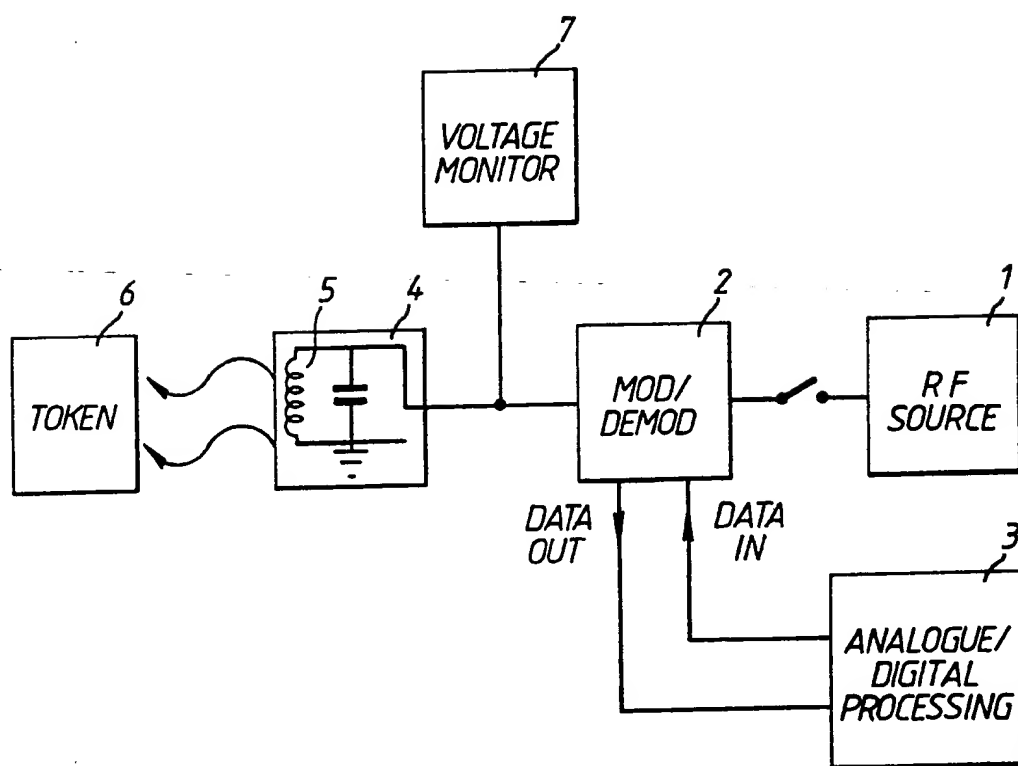 7
VOLTAGE
MONITOR
6
5
4
2
1
TOKEN
MOD/
DEMOD
RF
SOURCE
DATA
OUT
DATA
IN
3
ANALOGUE/
DIGITAL
PROCESSING